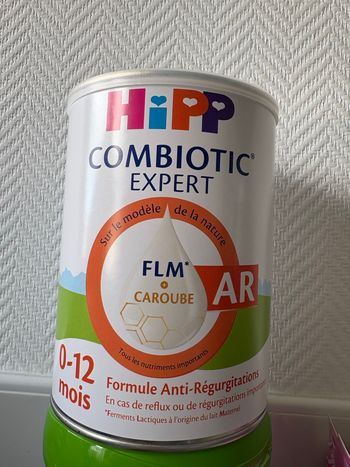 HiPP
COMBIOTIC®
EXPERT
Sur le modèle de la nature
FLM*
+
CAROUBE
AR
Tous les nutriments importants
0-12
mois
Formule Anti-Régurgitations
En cas de reflux ou de régurgitations
*Ferments Lactiques à l'origine du lait Maternel